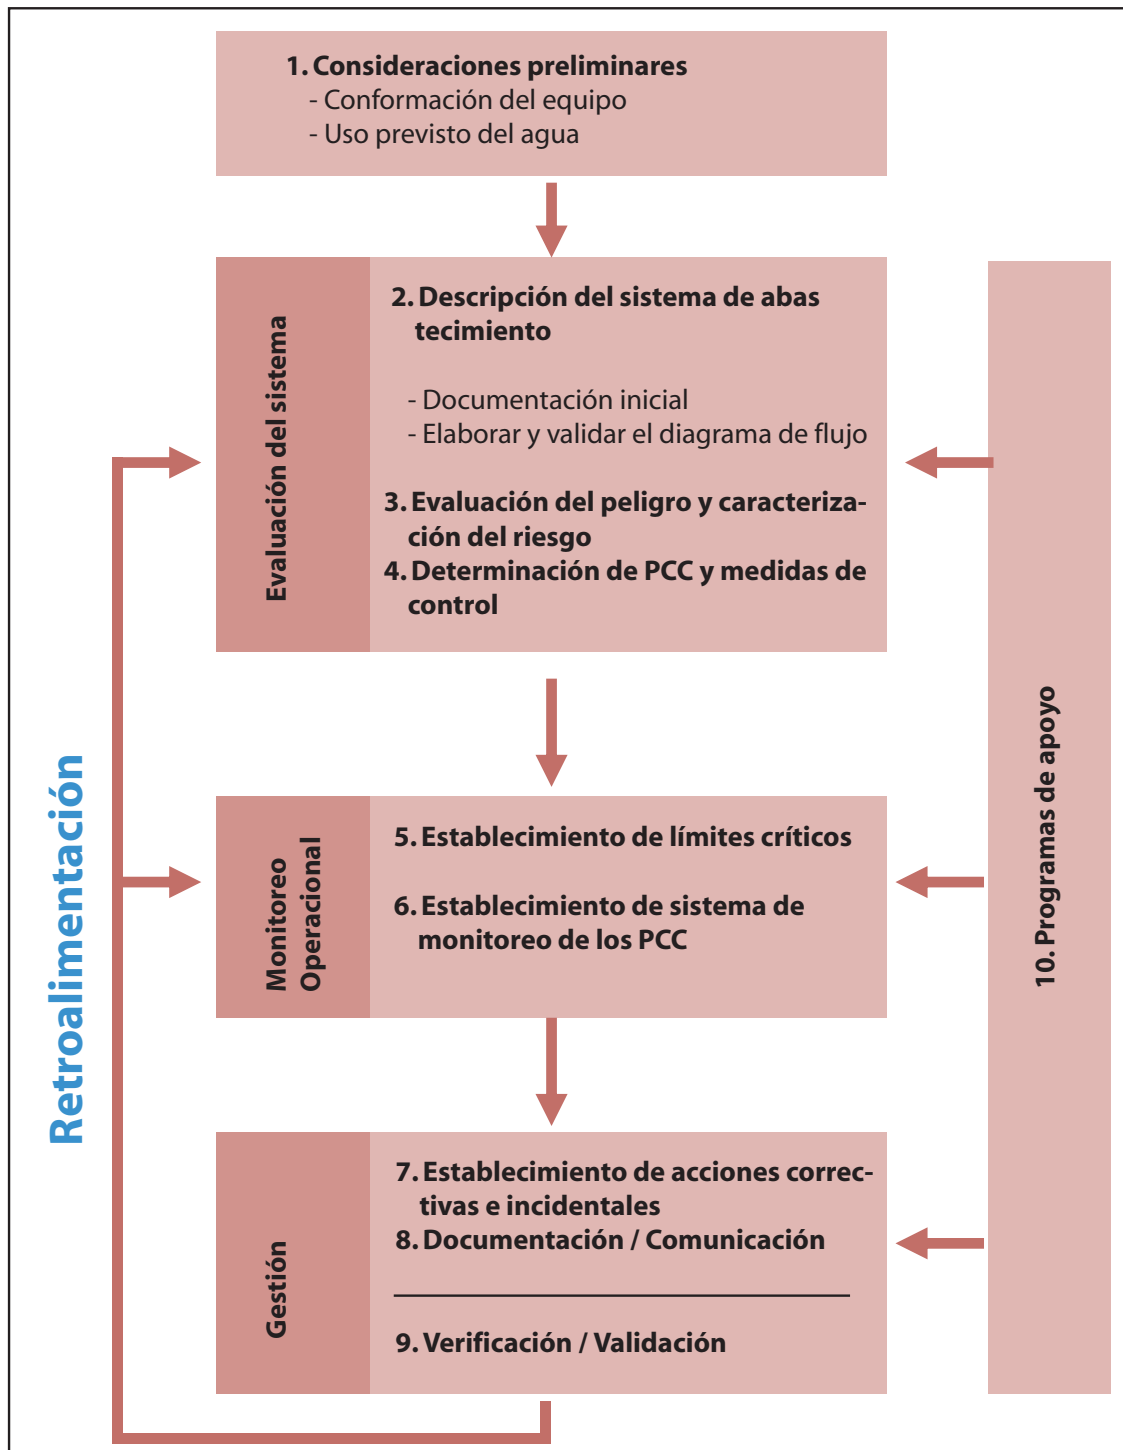 1. Consideraciones preliminares
- Conformación del equipo
- Uso previsto del agua
Evaluación del sistema
2. Descripción del sistema de abas
tecimiento
- Documentación inicial
- Elaborar y validar el diagrama de flujo
3. Evaluación del peligro y caracteriza-
ción del riesgo
4. Determinación de PCC y medidas de
control
Monitoreo
Operacional
5. Establecimiento de límites críticos
6. Establecimiento de sistema de
monitoreo de los PCC
Gestión
7. Establecimiento de acciones correc-
tivas e incidentales
8. Documentación / Comunicación
9. Verificación / Validación
10. Programas de apoyo
Retroalimentación